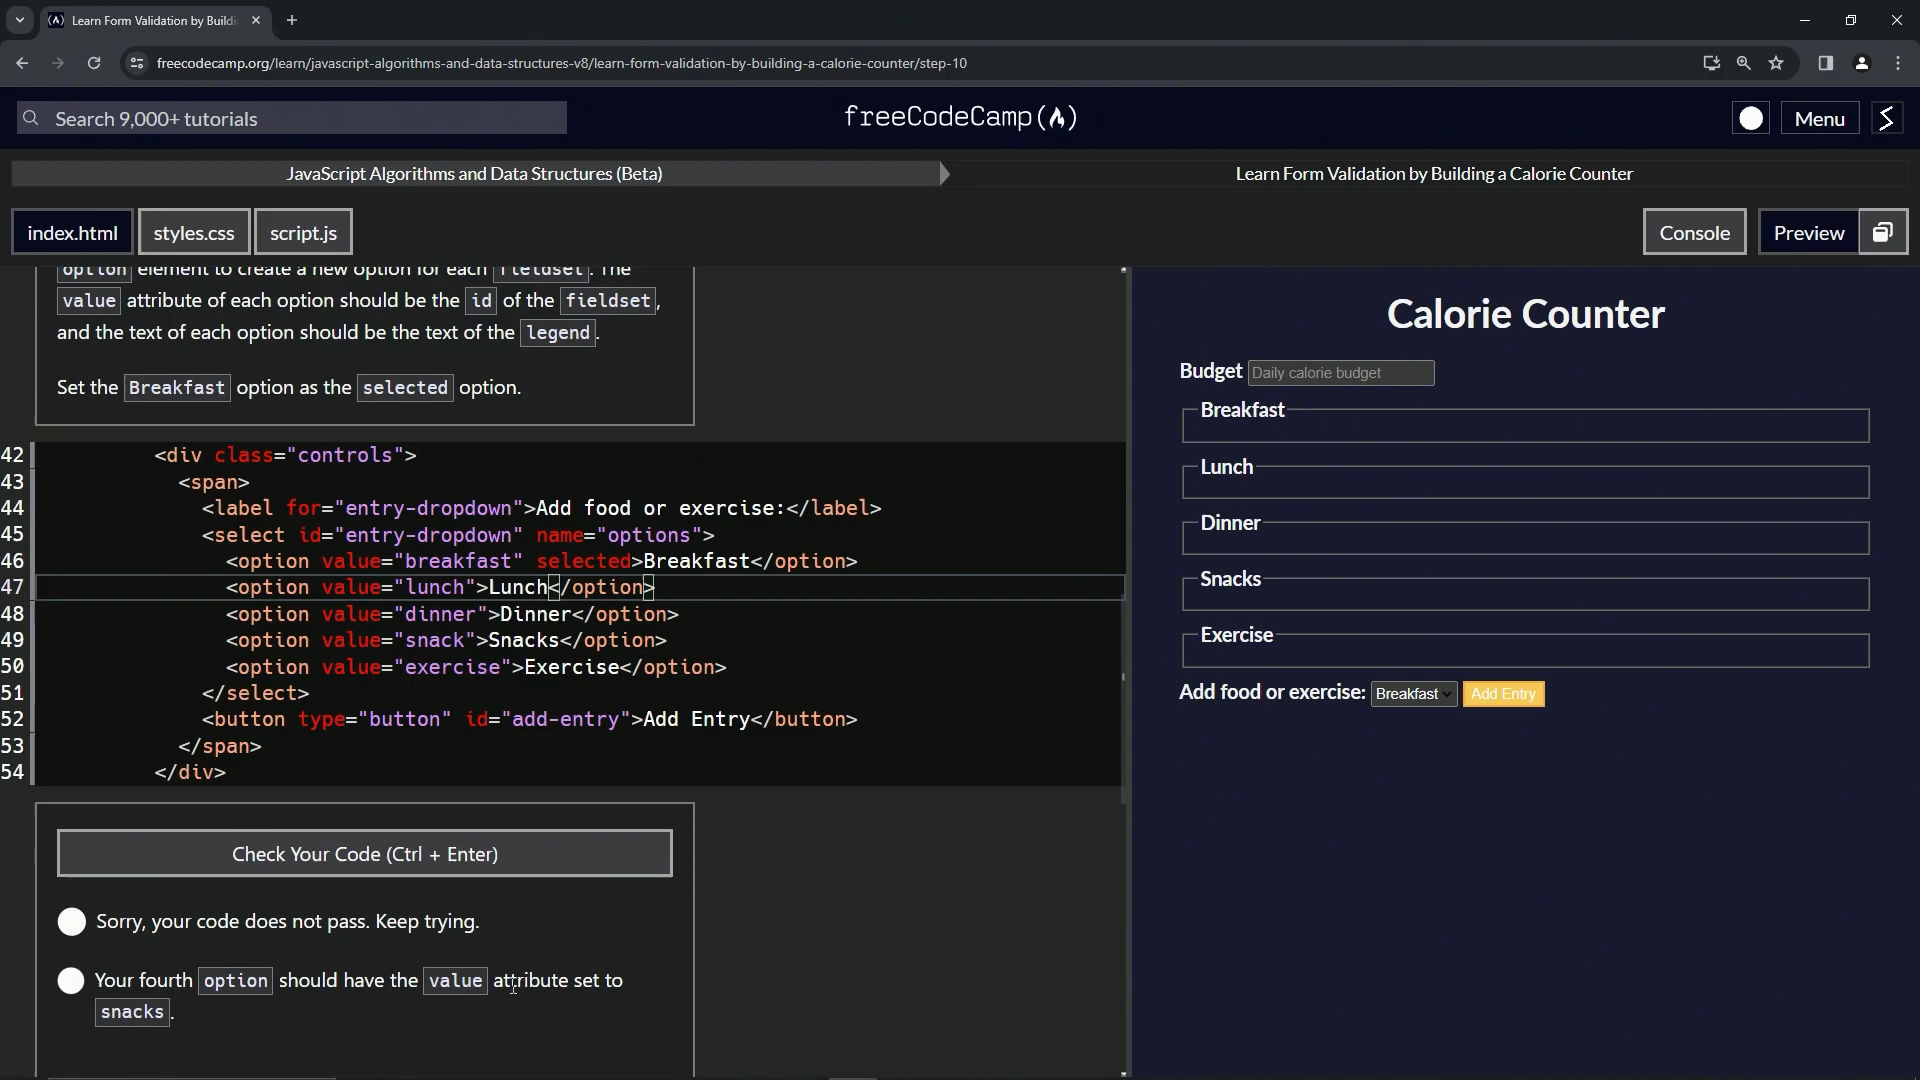 Learn Form Validation by Buildi
freecodecamp.org/learn/javascript-algorithms-and-data-structures-v8/learn-form-validation-by-building-a-calorie-counter/step-10
Search 9,000+ tutorials
freeCodeCamp(🔥)
Menu
JavaScript Algorithms and Data Structures (Beta)
Learn Form Validation by Building a Calorie Counter
index.html
styles.css
script.js
Console
Preview
option element to create a new option for each fieldset. The
value attribute of each option should be the id of the fieldset,
and the text of each option should be the text of the legend.
Set the Breakfast option as the selected option.
42 <div class="controls">
43 <span>
44 <label for="entry-dropdown">Add food or exercise:</label>
45 <select id="entry-dropdown" name="options">
46 <option value="breakfast" selected>Breakfast</option>
47 <option value="lunch">Lunch</option>
48 <option value="dinner">Dinner</option>
49 <option value="snack">Snacks</option>
50 <option value="exercise">Exercise</option>
51 </select>
52 <button type="button" id="add-entry">Add Entry</button>
53 </span>
54 </div>
Check Your Code (Ctrl + Enter)
Sorry, your code does not pass. Keep trying.
Your fourth option should have the value attribute set to
snacks.
Calorie Counter
Budget Daily calorie budget
Breakfast
Lunch
Dinner
Snacks
Exercise
Add food or exercise: Breakfast Add Entry